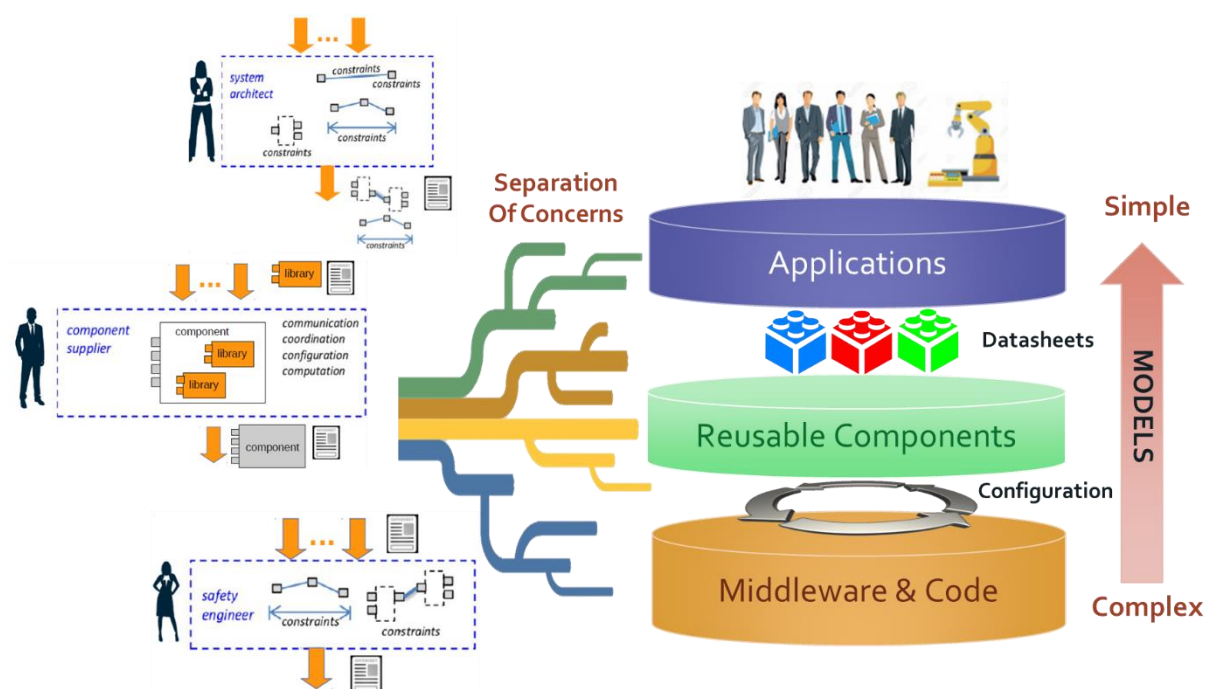 ...
constraints
constraints
system
architect
constraints
constraints
constraints
...
library
component
supplier
component
library
library
communication
coordination
configuration
computation
component
...
safety
engineer
constraints
constraints
Separation
Of Concerns
Applications
Datasheets
Reusable Components
Configuration
Middleware & Code
Simple
MODELS
Complex